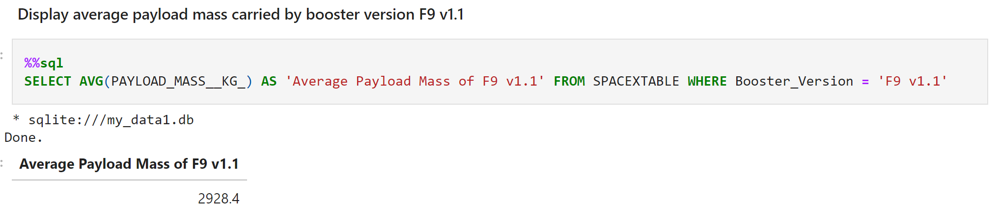 Display average payload mass carried by booster version F9 v1.1
:
%%sql
SELECT AVG(PAYLOAD_MASS__KG_) AS 'Average Payload Mass of F9 v1.1' FROM SPACEXTABLE WHERE Booster_Version = 'F9 v1.1'
* sqlite:///my_data1.db
Done.
:
Average Payload Mass of F9 v1.1
2928.4